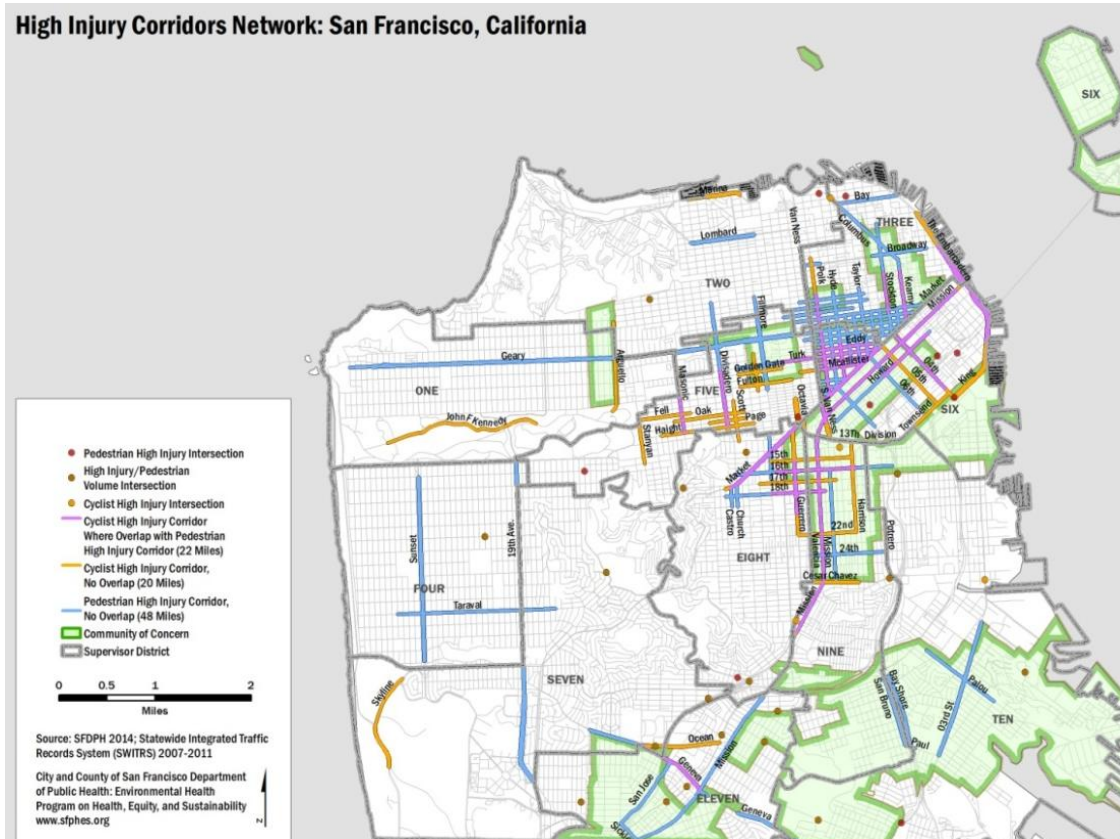 High Injury Corridors Network: San Francisco, California
SIX
Marina
Bay
Van Ness
Columbus
THREE
The Embarcadero
Lombard
Broadway
TWO
Polk
Hyde
Taylor
Stockton
Kearny
Market
Mission
Fillmore
Geary
Arguello
Eddy
Divisadero
Turk
Mcallister
Golden Gate
Howard
04th
05th
06th
King
ONE
Masonic
FIVE
Fulton
Scott
Octavia
S. Van Ness
Townsend
SIX
Fell
Oak
Page
John F Kennedy
Haight
Stanyan
13Th
Division
15th
16th
17th
18th
Market
Church
Castro
Guerrero
Harrison
Potrero
22nd
Valencia
Mission
24th
Sunset
19th Ave.
EIGHT
Cesar Chavez
FOUR
Taraval
Mission
NINE
Skyline
SEVEN
Palou
Bay Shore
San Bruno
03rd St
TEN
Paul
Ocean
Mission
Geneva
San Jose
ELEVEN
Geneva
Pedestrian High Injury Intersection
High Injury/Pedestrian
Volume Intersection
Cyclist High Injury Intersection
Cyclist High Injury Corridor
Where Overlap with Pedestrian
High Injury Corridor (22 Miles)
Cyclist High Injury Corridor,
No Overlap (20 Miles)
Pedestrian High Injury Corridor,
No Overlap (48 Miles)
Community of Concern
Supervisor District
0 0.5 1 2
Miles
Source: SFDPH 2014; Statewide Integrated Traffic
Records System (SWITRS) 2007-2011
City and County of San Francisco Department
of Public Health: Environmental Health
Program on Health, Equity, and Sustainability
www.sfphes.org